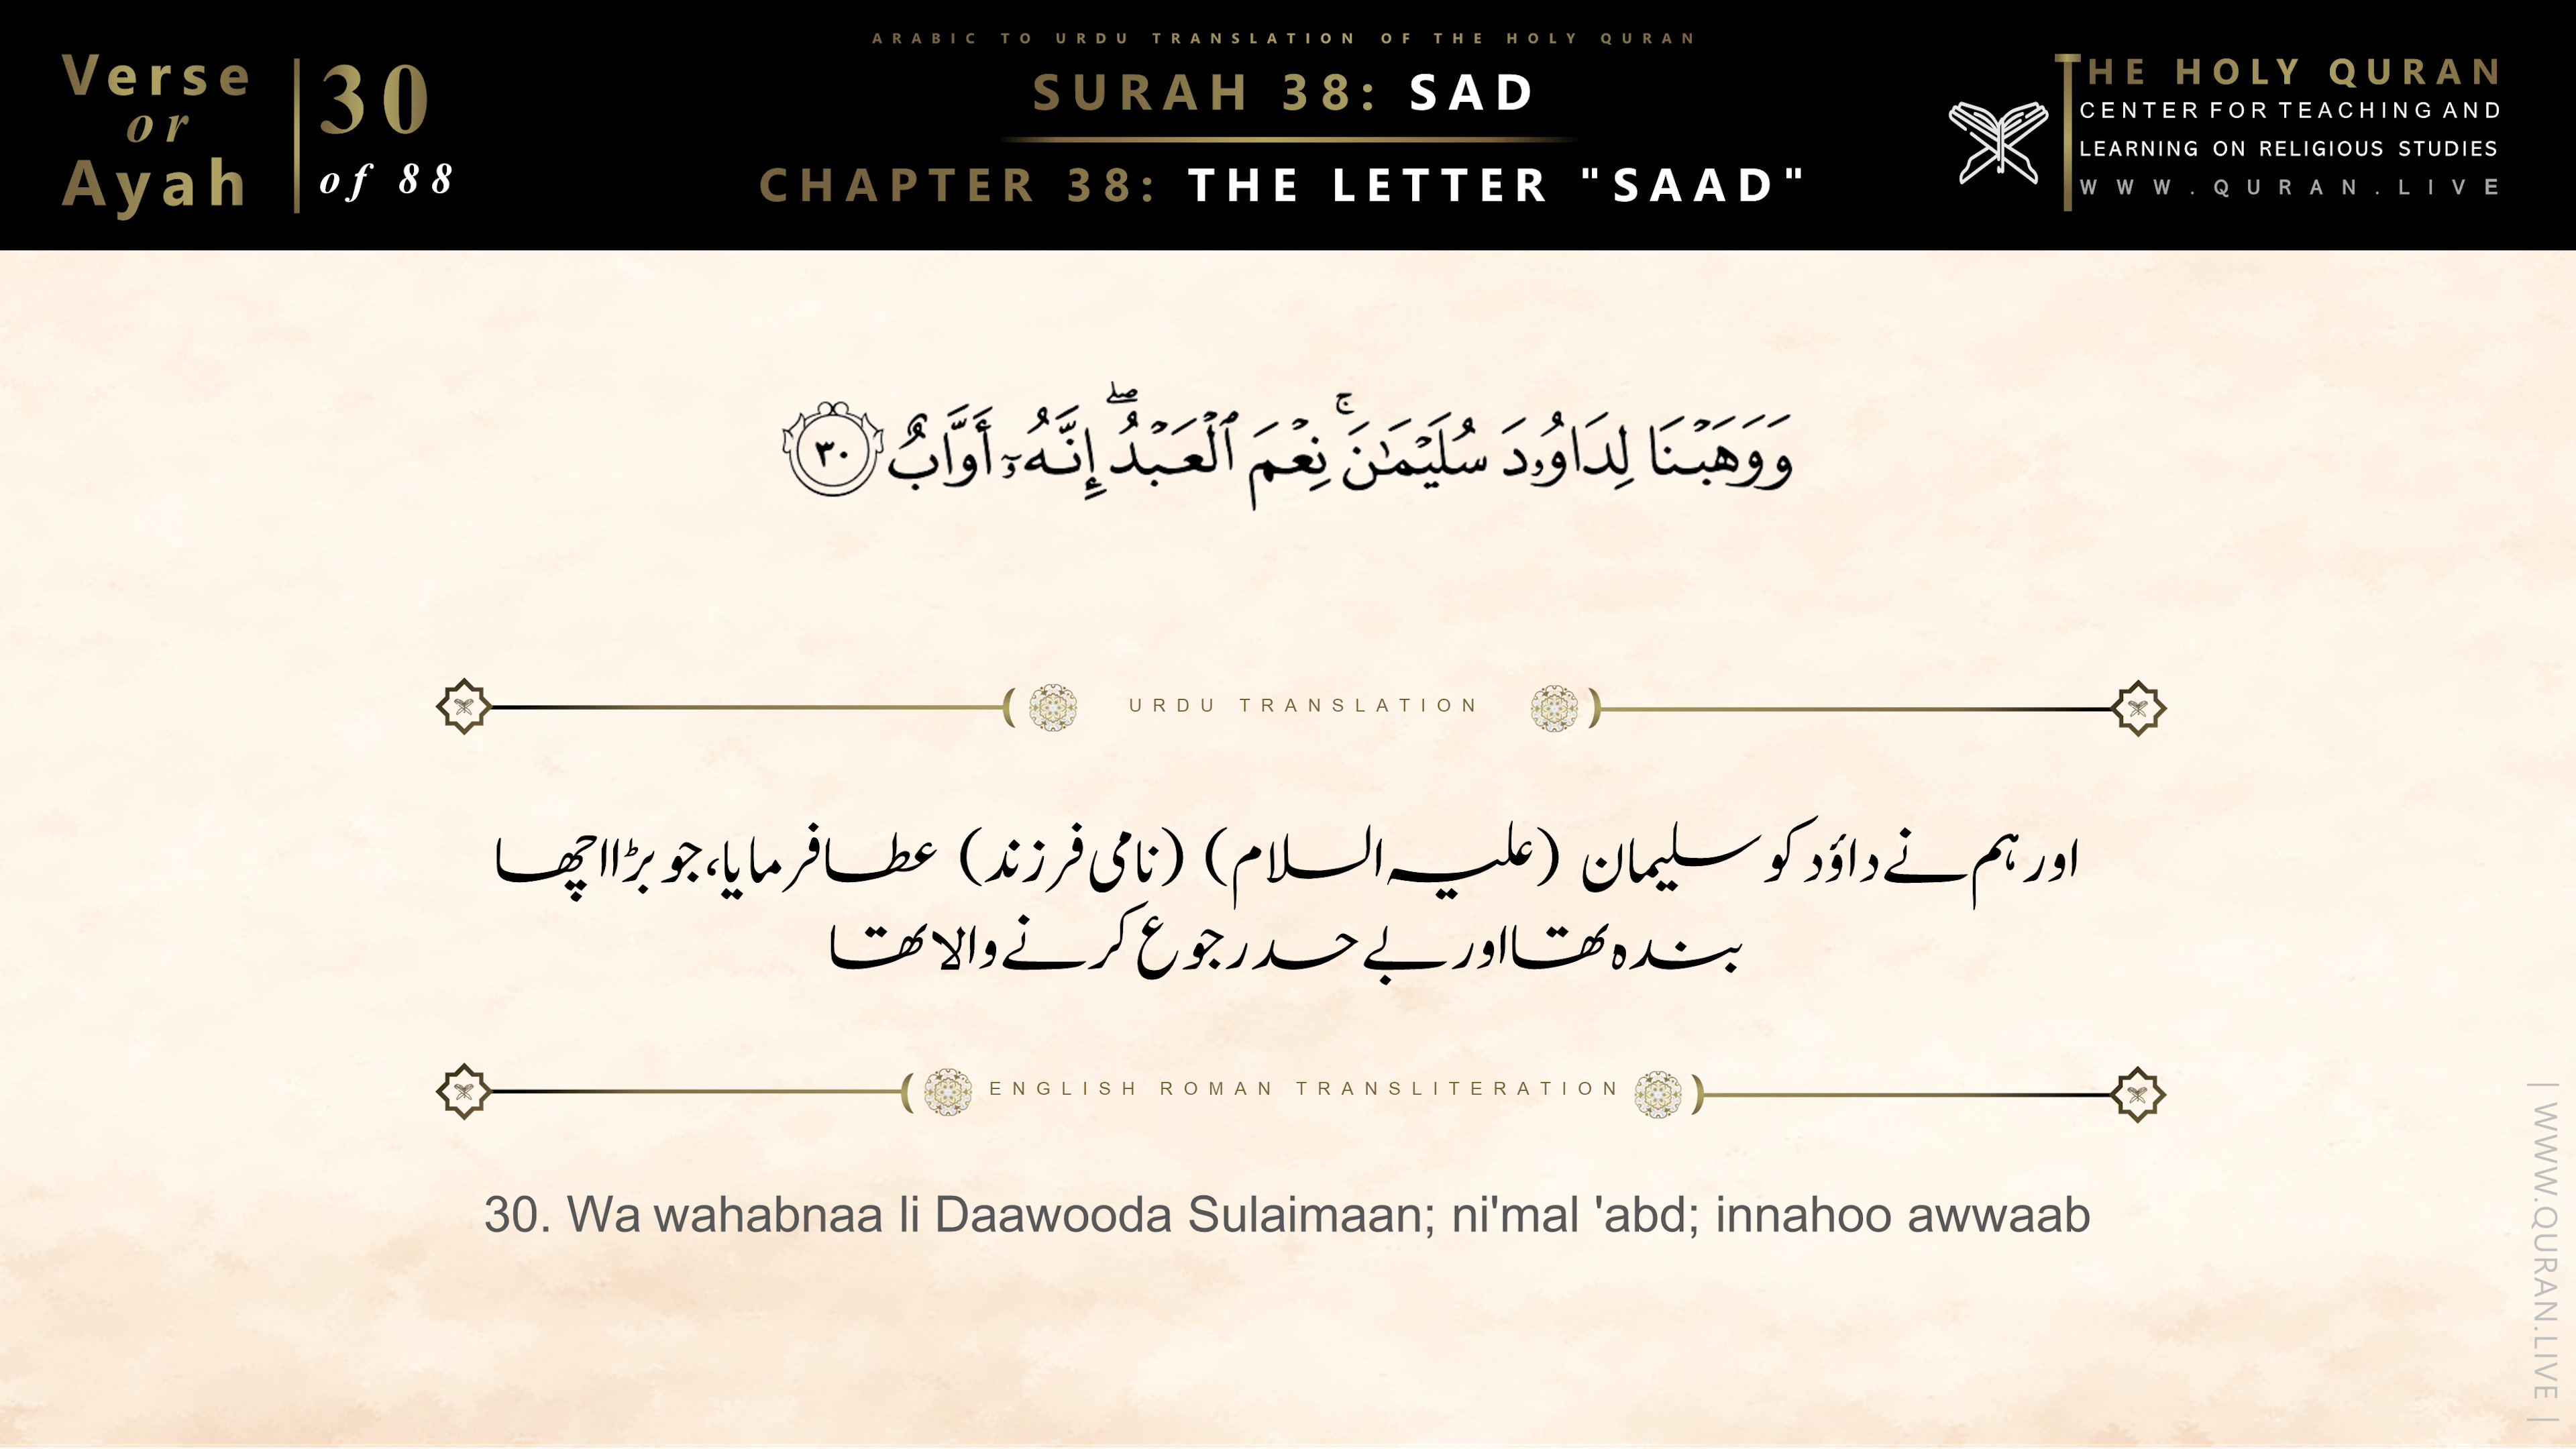 ARABIC TO URDU TRANSLATION OF THE HOLY QURAN
Verse
or
Ayah
30
of 88
SURAH 38: SAD
CHAPTER 38: THE LETTER "SAAD"
THE HOLY QURAN
CENTER FOR TEACHING AND
LEARNING ON RELIGIOUS STUDIES
WWW.QURAN.LIVE
وَوَهَبۡنَا لِدَاوُۥدَ سُلَيۡمَٰنَۚ نِعۡمَ ٱلۡعَبۡدُ إِنَّهُۥٓ أَوَّابٌ ٣٠
URDU TRANSLATION
اور ہم نے داؤد کو سلیمان (علیہ السلام) (نامی فرزند) عطا فرمایا، جو بڑا اچھا
بندہ تھا اور بے حد رجوع کرنے والا تھا
ENGLISH ROMAN TRANSLITERATION
30. Wa wahabnaa li Daawooda Sulaimaan; ni'mal 'abd; innahoo awwaab
| WWW.QURAN.LIVE |